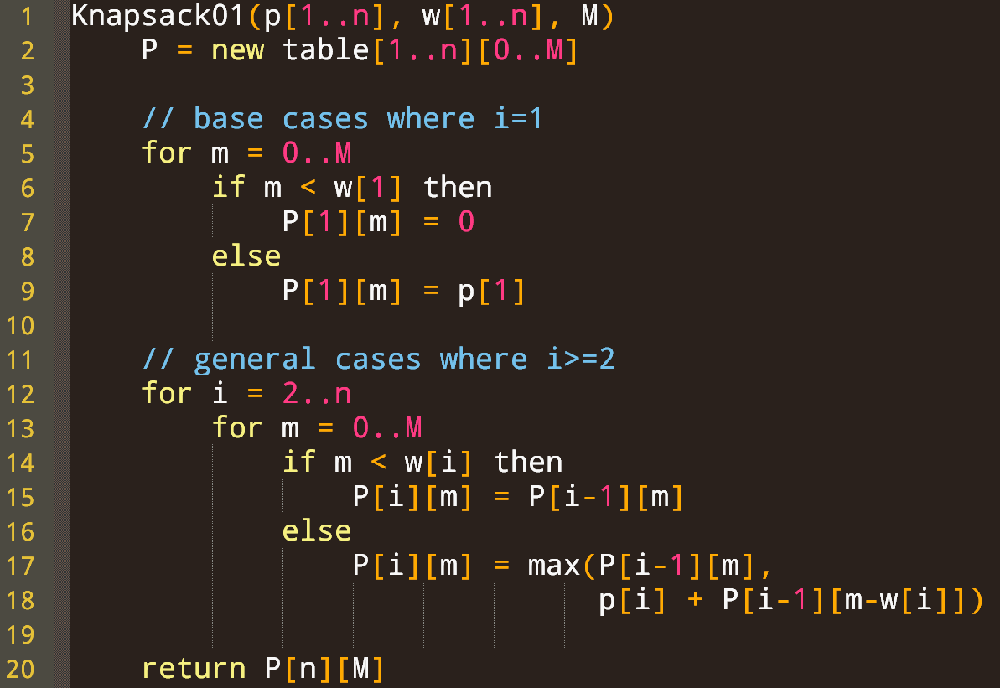 1 Knapsack01(p[1..n], w[1..n], M)
2     P = new table[1..n][0..M]
3
4     // base cases where i=1
5     for m = 0..M
6         if m < w[1] then
7             P[1][m] = 0
8         else
9             P[1][m] = p[1]
10
11     // general cases where i>=2
12     for i = 2..n
13         for m = 0..M
14             if m < w[i] then
15                 P[i][m] = P[i-1][m]
16             else
17                 P[i][m] = max(P[i-1][m],
18                               p[i] + P[i-1][m-w[i]])
19
20     return P[n][M]